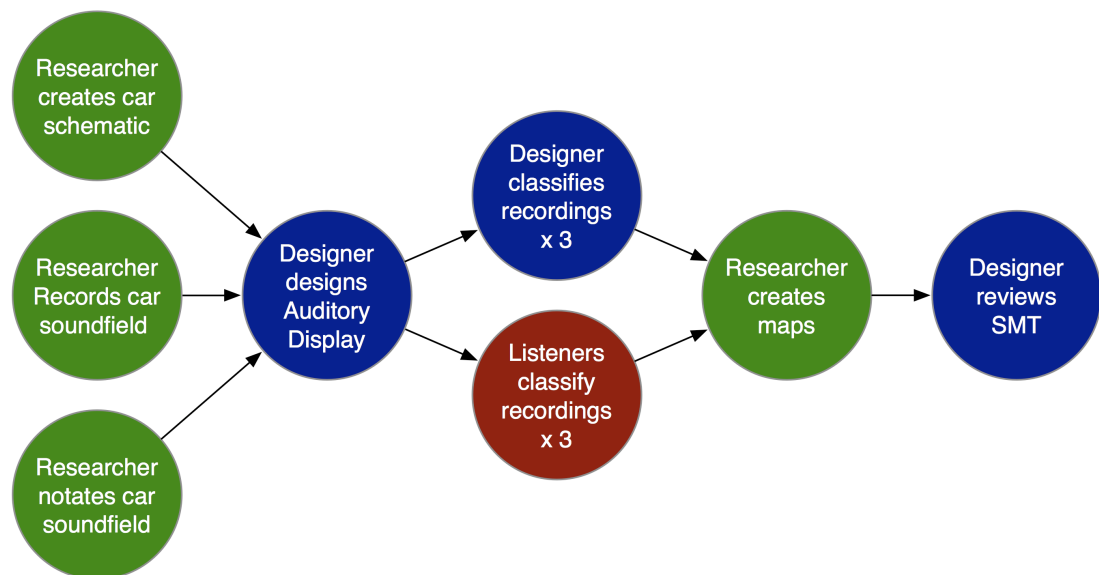 Researcher
creates car
schematic
Researcher
Records car
soundfield
Researcher
notates car
soundfield
Designer
designs
Auditory
Display
Designer
classifies
recordings
x 3
Listeners
classify
recordings
x 3
Researcher
creates
maps
Designer
reviews
SMT